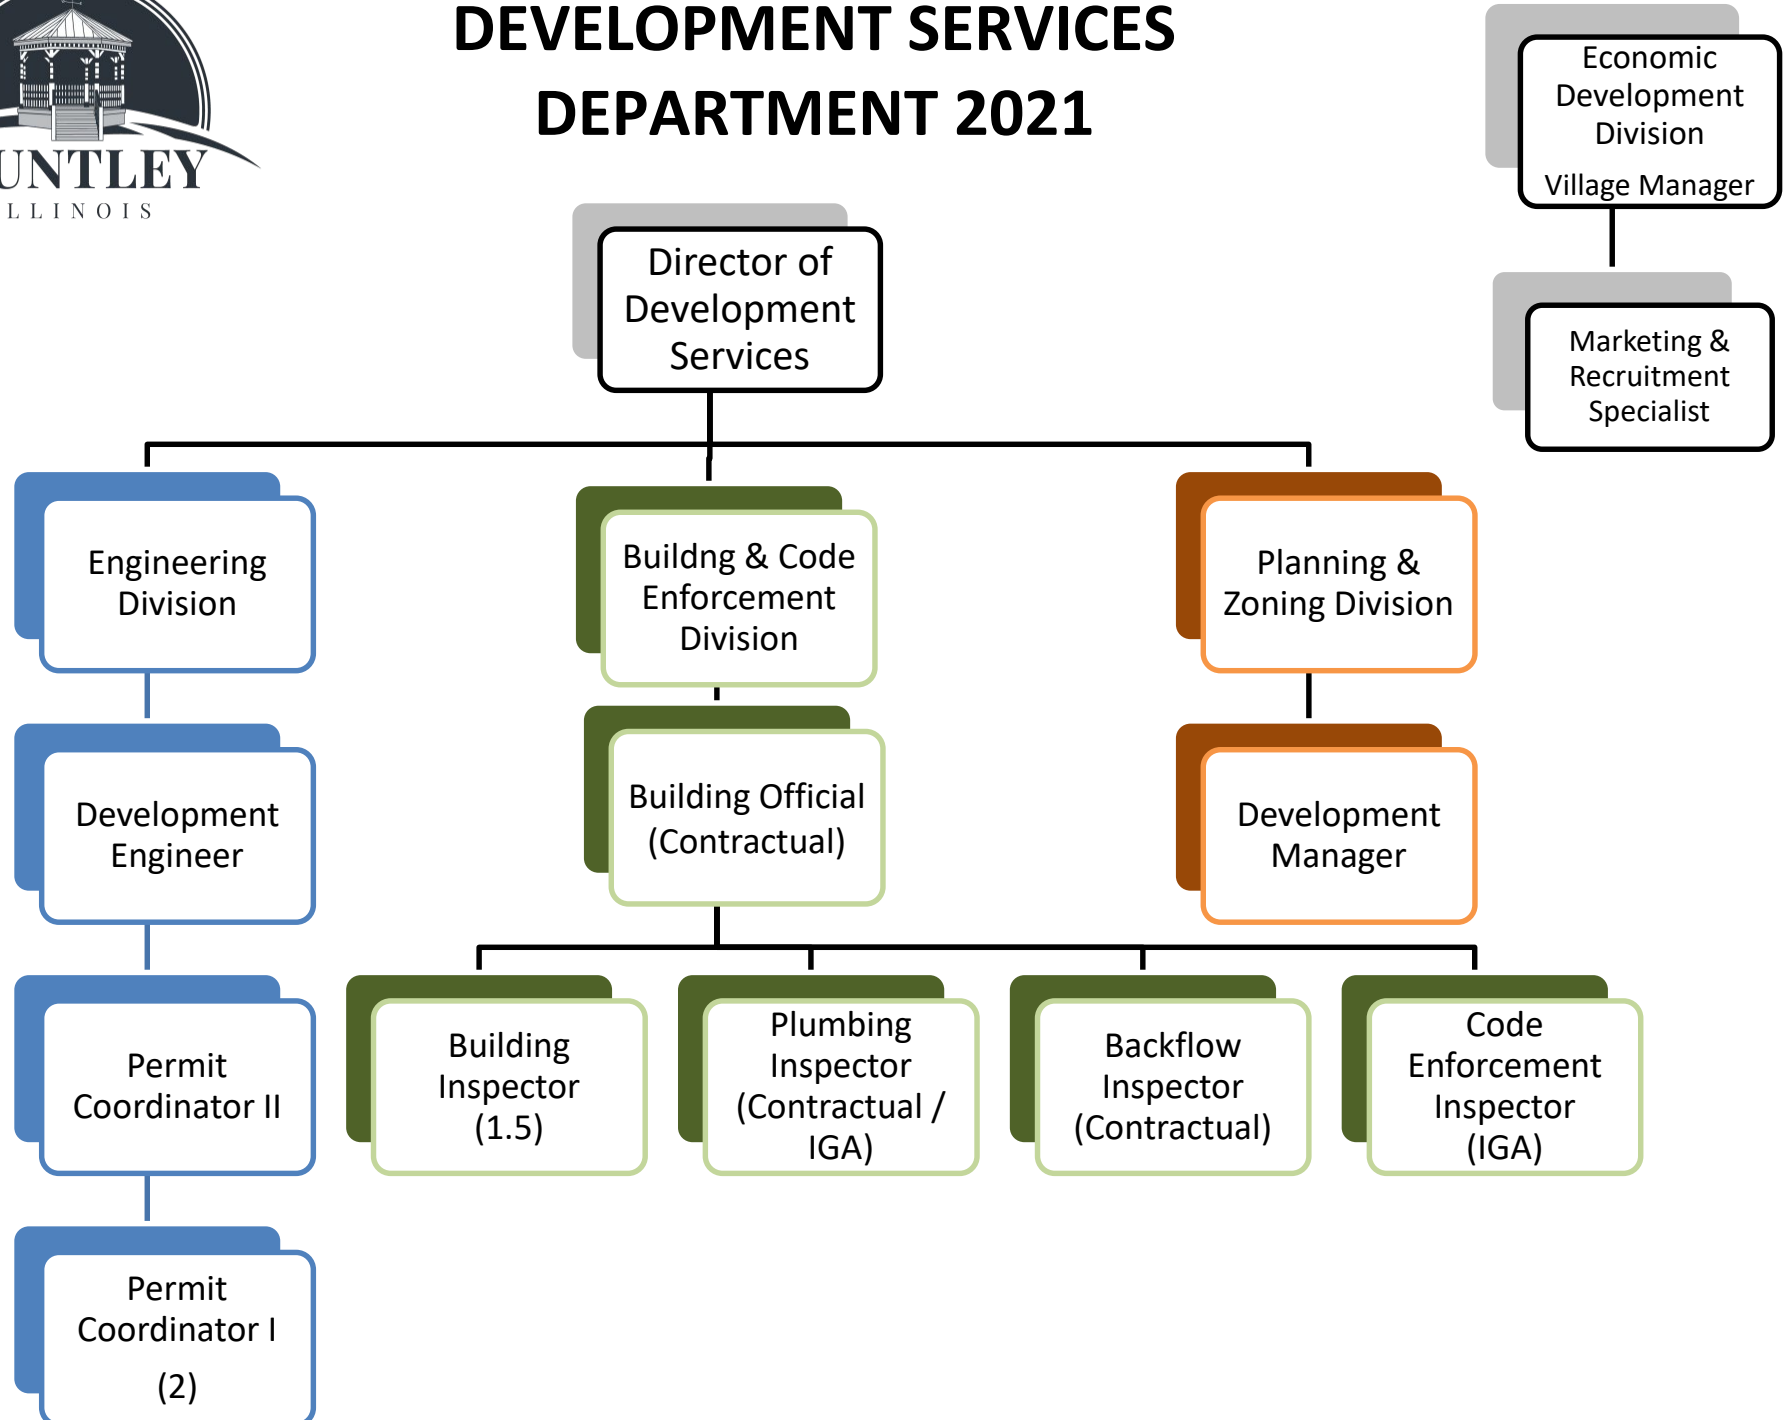 DEVELOPMENT SERVICES
DEPARTMENT 2021
UNTLEY
LLINOIS
Economic
Development
Division
Village Manager
Marketing &
Recruitment
Specialist
Director of
Development
Services
Engineering
Division
Buildng & Code
Enforcement
Division
Planning &
Zoning Division
Development
Engineer
Building Official
(Contractual)
Development
Manager
Permit
Coordinator II
Building
Inspector
(1.5)
Plumbing
Inspector
(Contractual /
IGA)
Backflow
Inspector
(Contractual)
Code
Enforcement
Inspector
(IGA)
Permit
Coordinator I
(2)